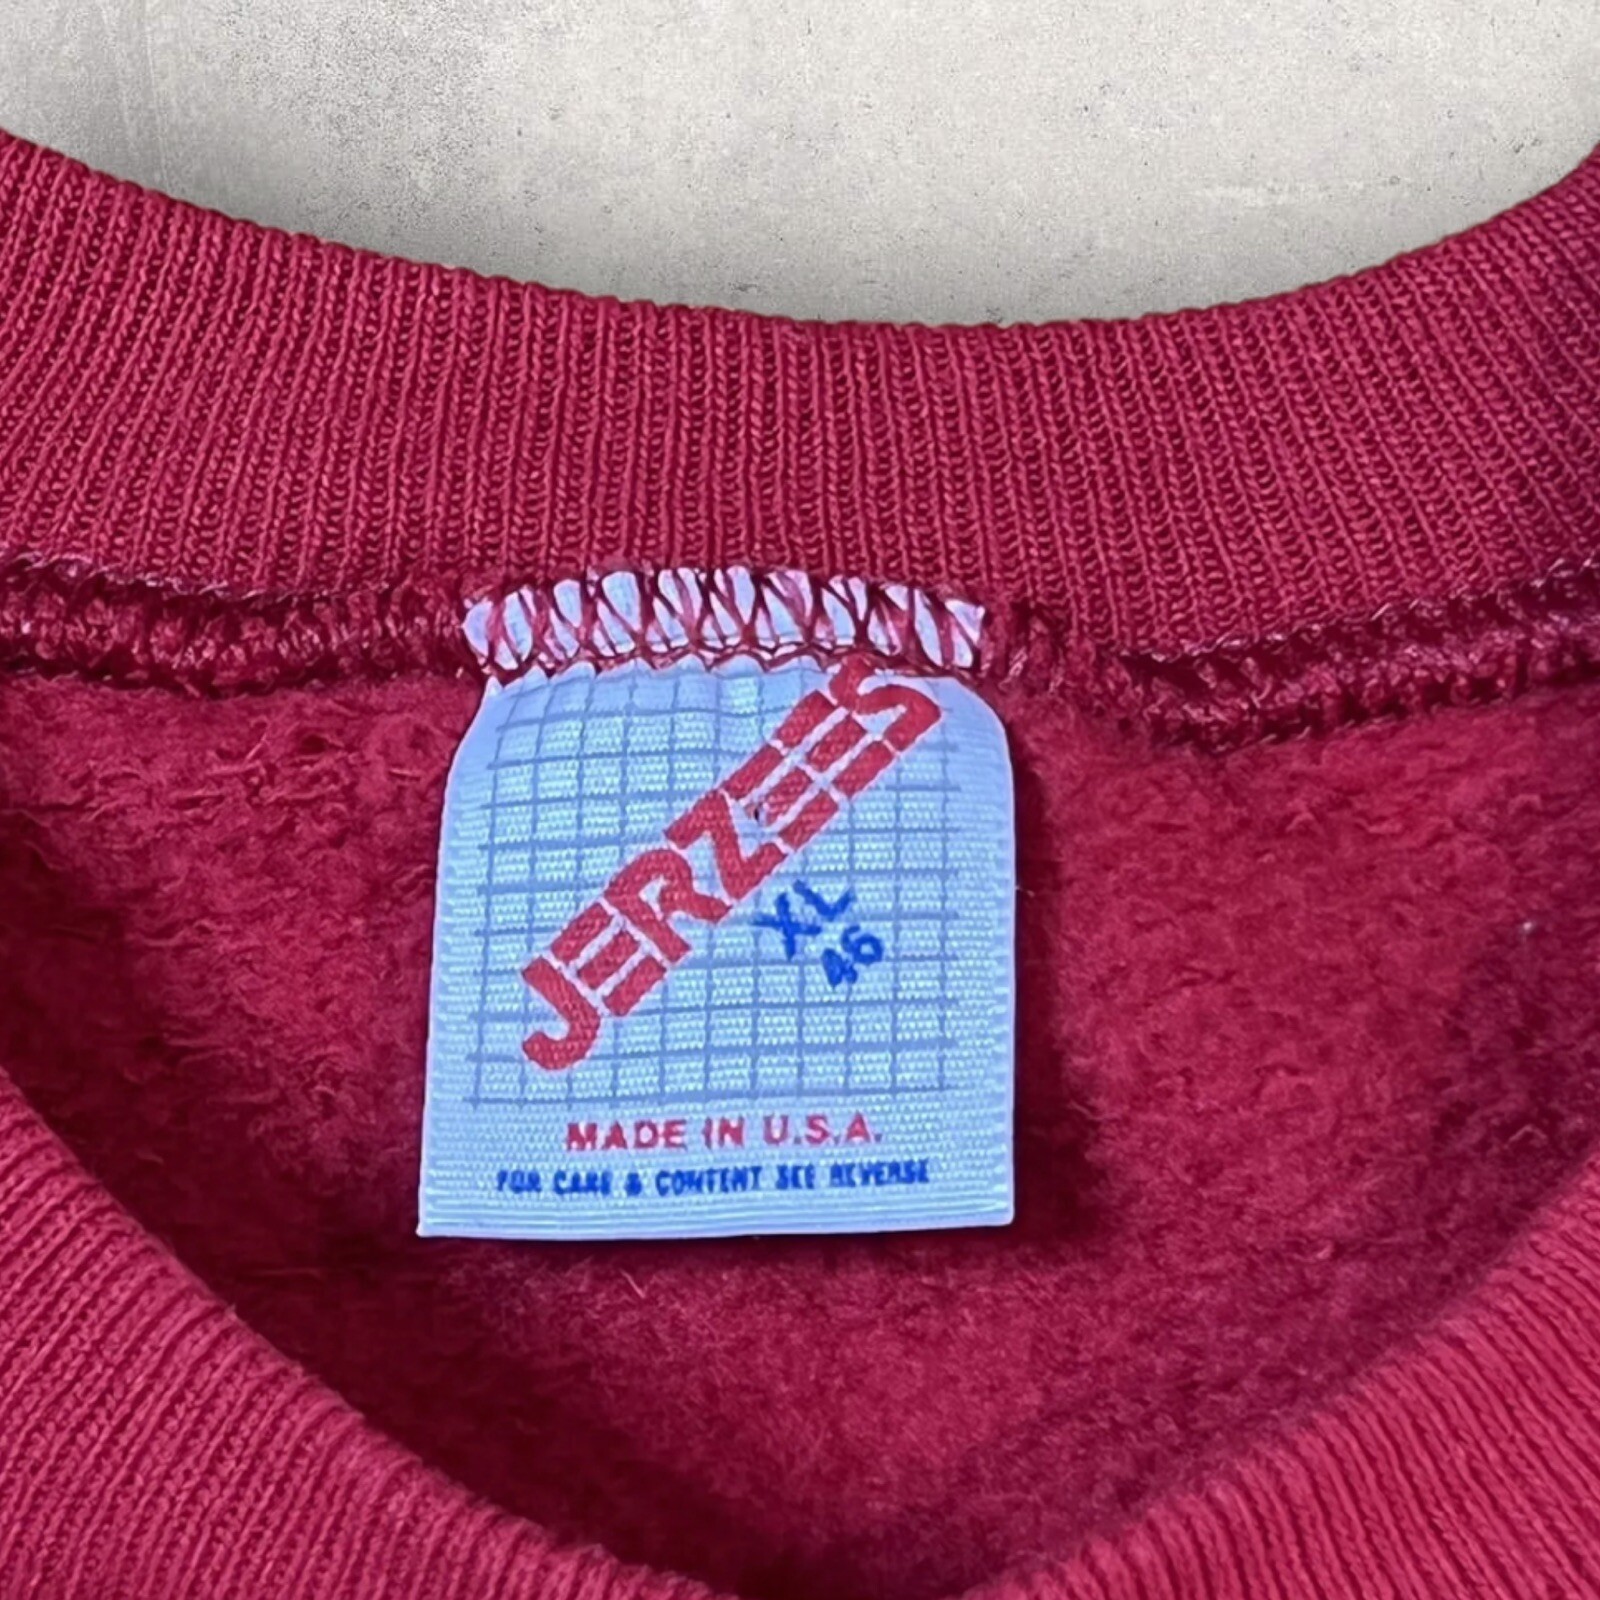 JERZEES
XL
46
MADE IN U.S.A.
FOR CARE & CONTENT SEE REVERSE